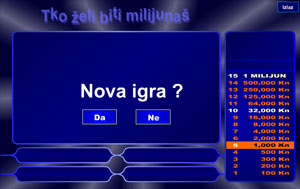 Tko želi biti milijunaš
Izlaz
Nova igra ?
Da
Ne
15 1 MILIJUN
14 500,000 Kn
13 250,000 Kn
12 125,000 Kn
11 64,000 Kn
10 32,000 Kn
9 16,000 Kn
8 8,000 Kn
7 4,000 Kn
6 2,000 Kn
5 1,000 Kn
4 500 Kn
3 300 Kn
2 200 Kn
1 100 Kn